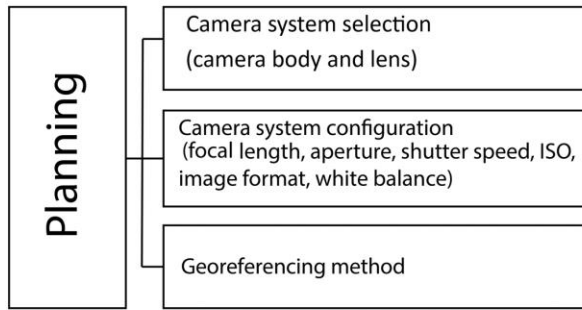 Planning
Camera system selection
(camera body and lens)
Camera system configuration
(focal length, aperture, shutter speed, ISO,
image format, white balance)
Georeferencing method